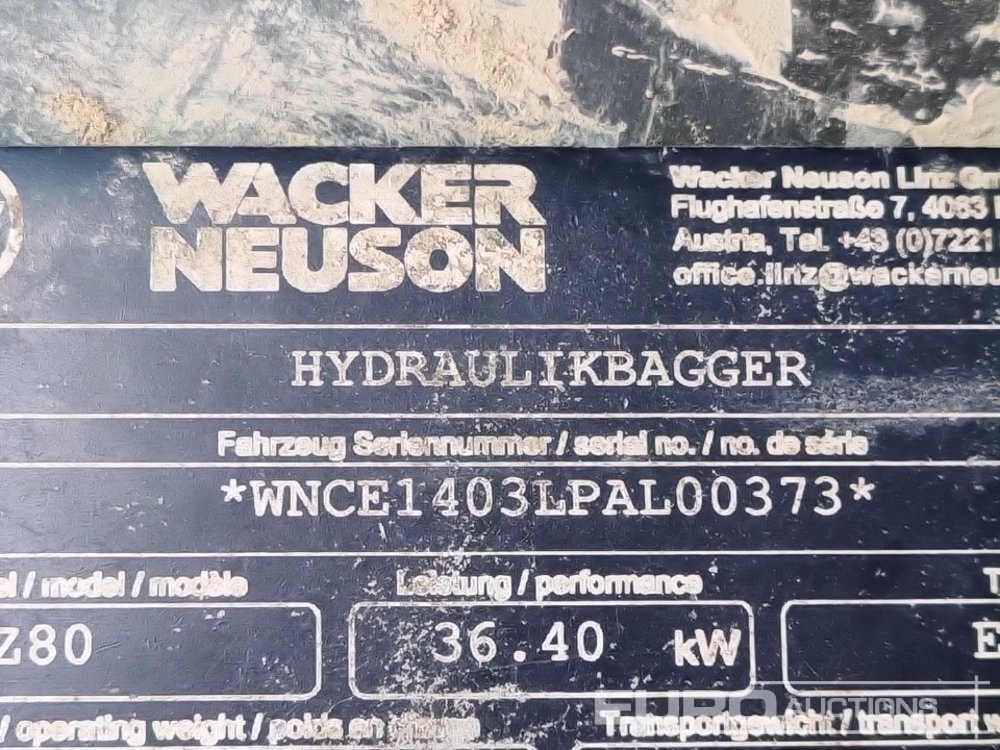 WACKER
NEUSON
Wacker Neuson Linz
Flughafenstraße 7, 4063
Austria, Tel. +43 (0)7221
office.linz@wackerneu
HYDRAULIKBAGGER
Fahrzeug Seriennummer / serial no. / no. de série
*WNCE1403LPAL00373*
/ model / modèle
Leistung / performance
Z80
36.40 kW
E
/ operating weight / poids en
Transportgewicht / transport
EURO AUCTIONS